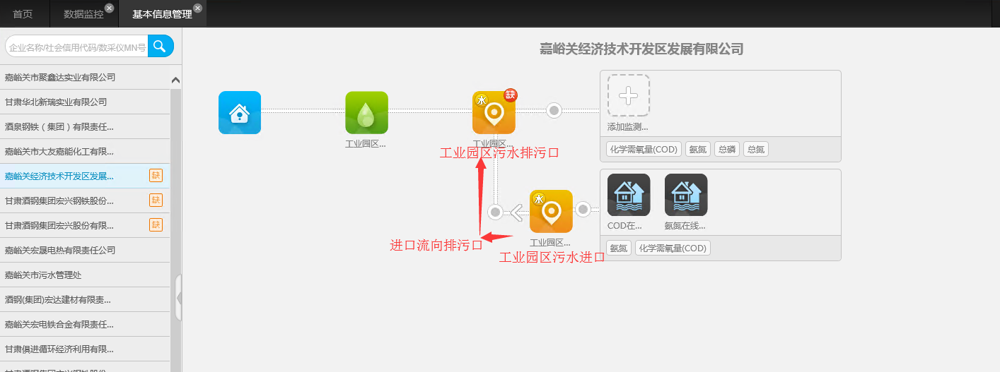 首页
数据监控
基本信息管理
企业名称/社会信用代码/数采仪MN号
嘉峪关市聚鑫达实业有限公司
甘肃华北新瑞实业有限公司
酒泉钢铁（集团）有限责任...
嘉峪关市大友嘉能化工有限...
嘉峪关经济技术开发区发展...
缺
甘肃酒钢集团宏兴钢铁股份...
缺
甘肃酒钢集团宏兴股份有限...
缺
嘉峪关宏晟电热有限责任公司
嘉峪关市污水管理处
酒钢(集团)宏达建材有限责...
嘉峪关宏电铁合金有限责任...
甘肃俱进循环经济利用有限...
甘肃酒钢集团宏兴钢铁股份...
嘉峪关经济技术开发区发展有限公司
水
缺
工业园区...
工业园区...
工业园区污水排污口
添加监测...
化学需氧量(COD)
氨氮
总磷
总氮
水
工业园区...
进口流向排污口
工业园区污水进口
COD在...
氨氮在线...
氨氮
化学需氧量(COD)